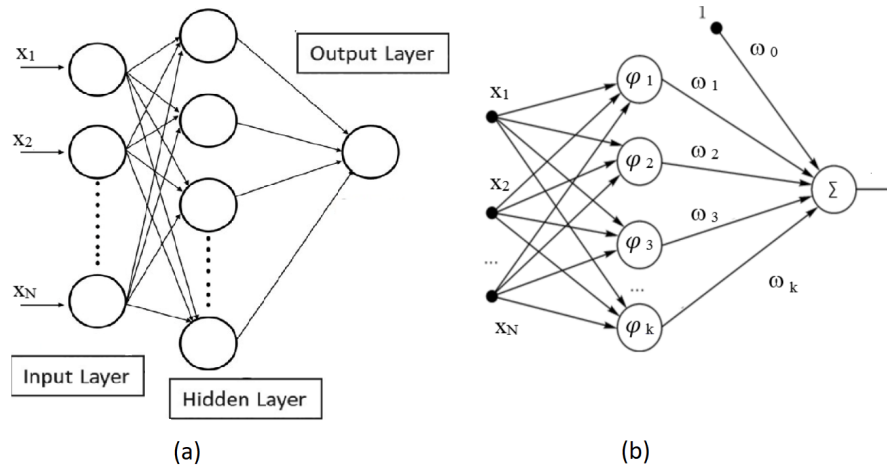 x1
x2
xN
Input Layer
Hidden Layer
Output Layer
(a)
1
ω0
x1
x2
...
xN
φ1
φ2
φ3
...
φk
ω1
ω2
ω3
ωk
Σ
(b)